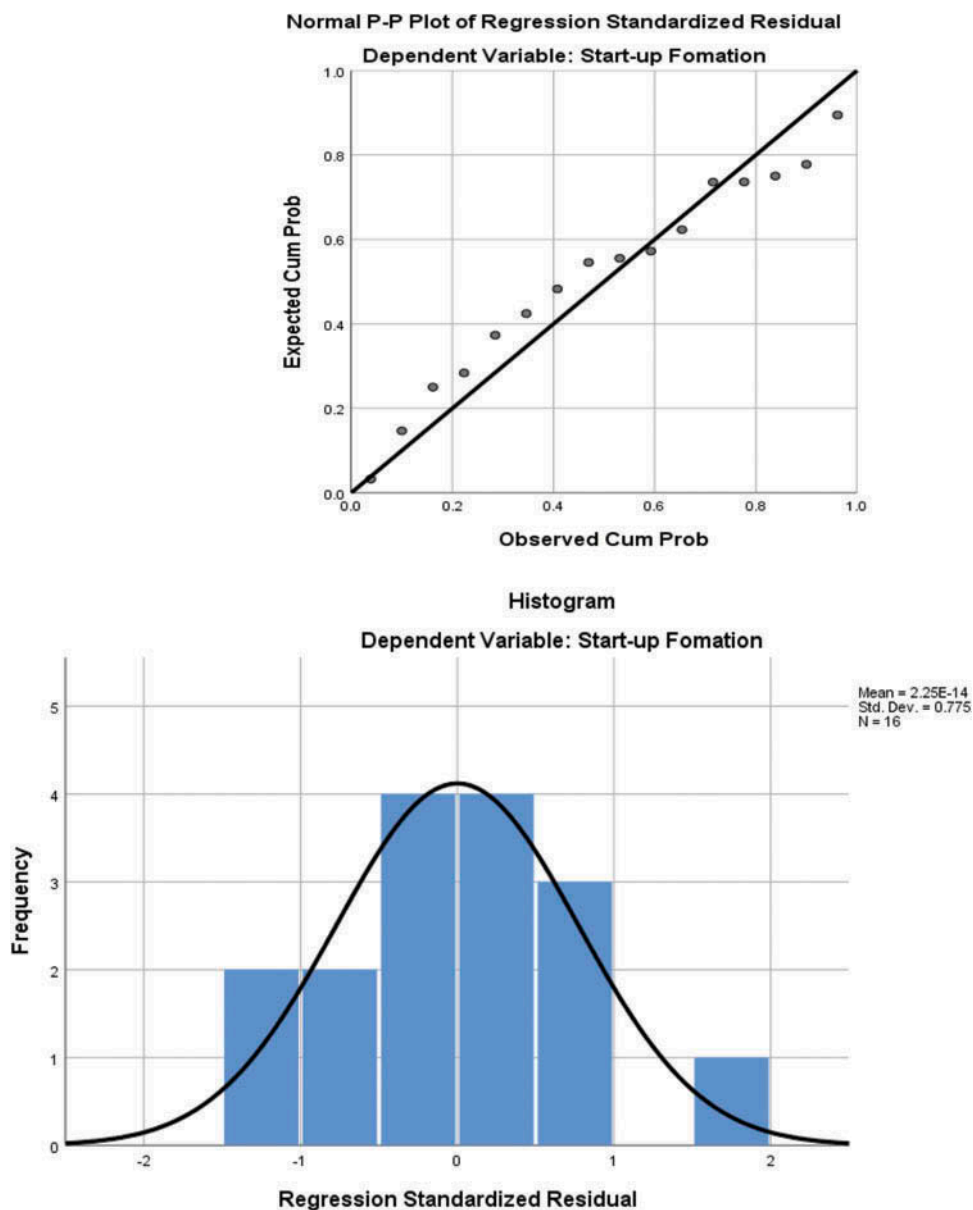 Normal P-P Plot of Regression Standardized Residual
Dependent Variable: Start-up Fomation
1.0
0.8
0.6
0.4
0.2
0.0
Expected Cum Prob
0.0 0.2 0.4 0.6 0.8 1.0
Observed Cum Prob
Histogram
Dependent Variable: Start-up Fomation
Mean = 2.25E-14
Std. Dev. = 0.775
N = 16
5
4
3
2
1
0
Frequency
-2 -1 0 1 2
Regression Standardized Residual